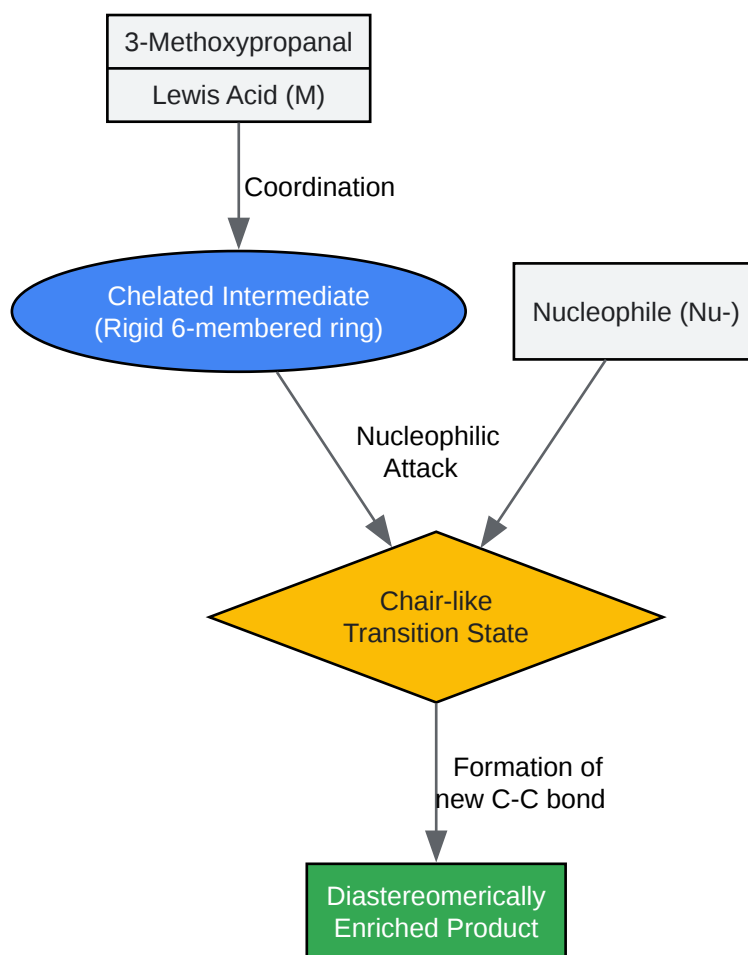 3-Methoxypropanal
Lewis Acid (M)
Coordination
Chelated Intermediate
(Rigid 6-membered ring)
Nucleophile (Nu-)
Nucleophilic
Attack
Chair-like
Transition State
Formation of
new C-C bond
Diastereomerically
Enriched Product